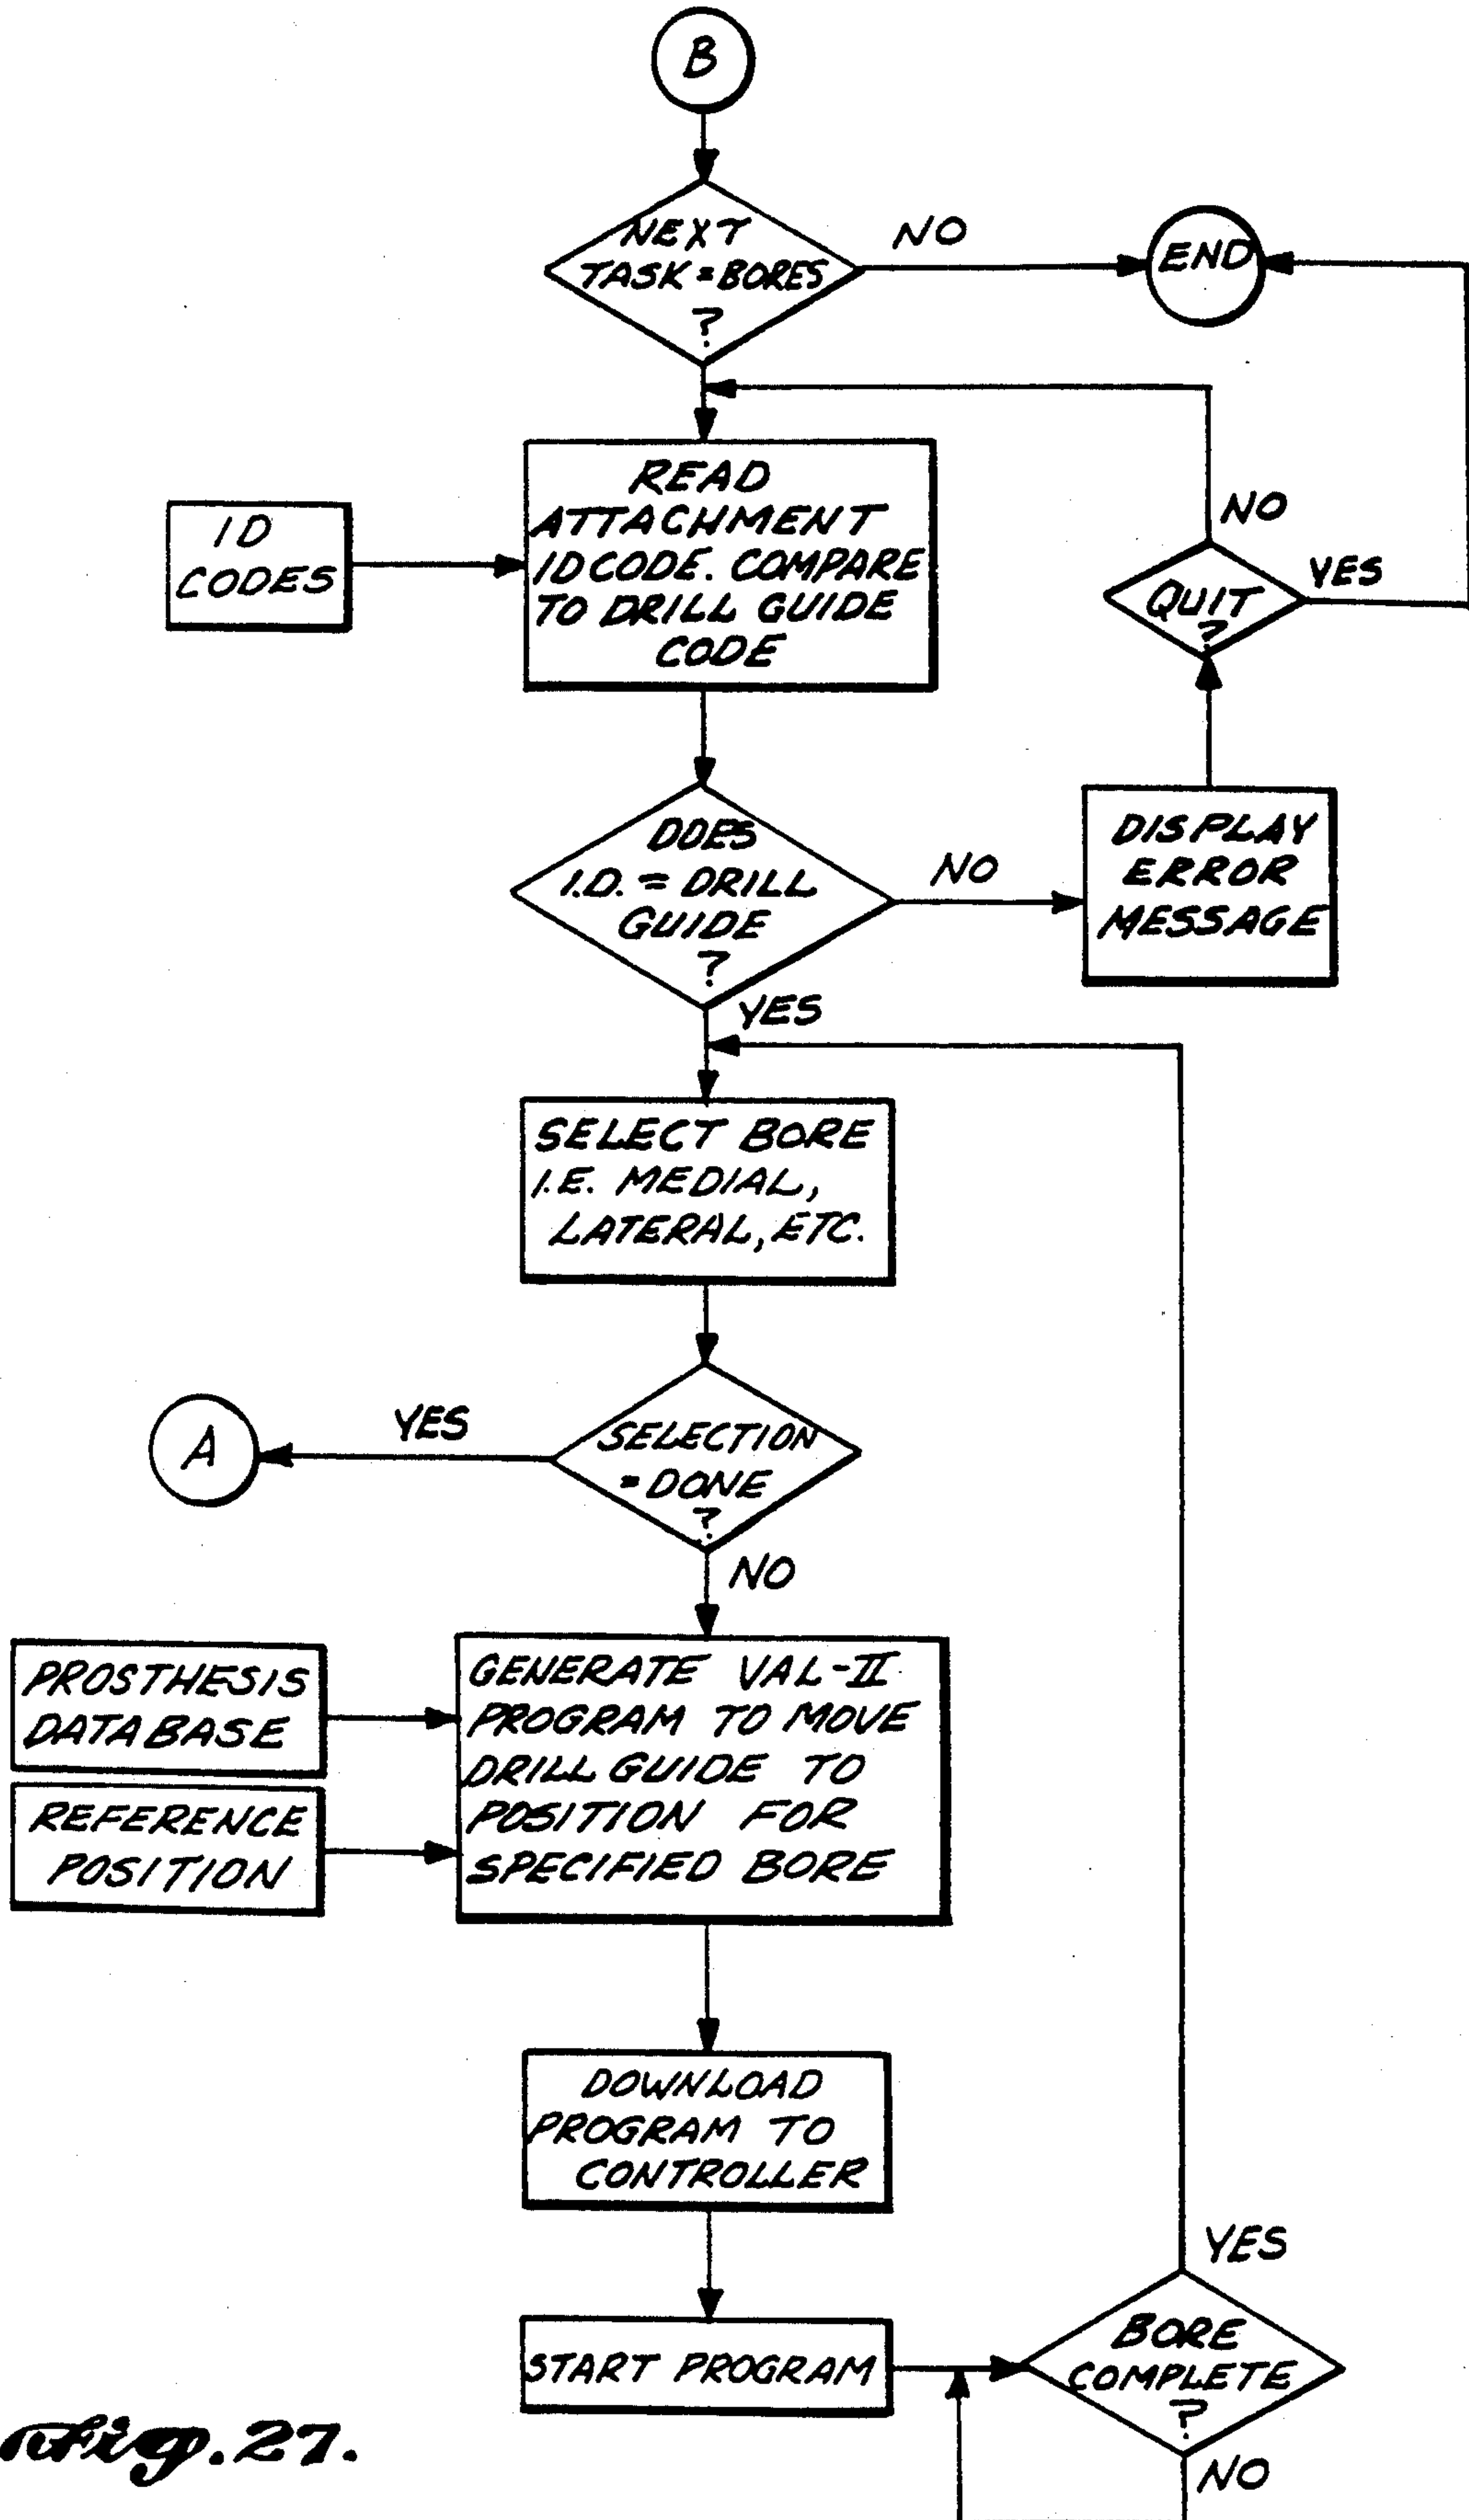 B
NEXT
TASK = BORES
?
NO
END
ID
CODES
READ
ATTACHMENT
ID CODE. COMPARE
TO DRILL GUIDE
CODE
NO
QUIT
?
YES
DOES
I.D. = DRILL
GUIDE
?
NO
DISPLAY
ERROR
MESSAGE
YES
SELECT BORE
I.E. MEDIAL,
LATERAL, ETC.
A
YES
SELECTION
= DONE
?
NO
PROSTHESIS
DATABASE
REFERENCE
POSITION
GENERATE VAL-II
PROGRAM TO MOVE
DRILL GUIDE TO
POSITION FOR
SPECIFIED BORE
DOWNLOAD
PROGRAM TO
CONTROLLER
START PROGRAM
YES
BORE
COMPLETE
?
NO
Fig. 27.